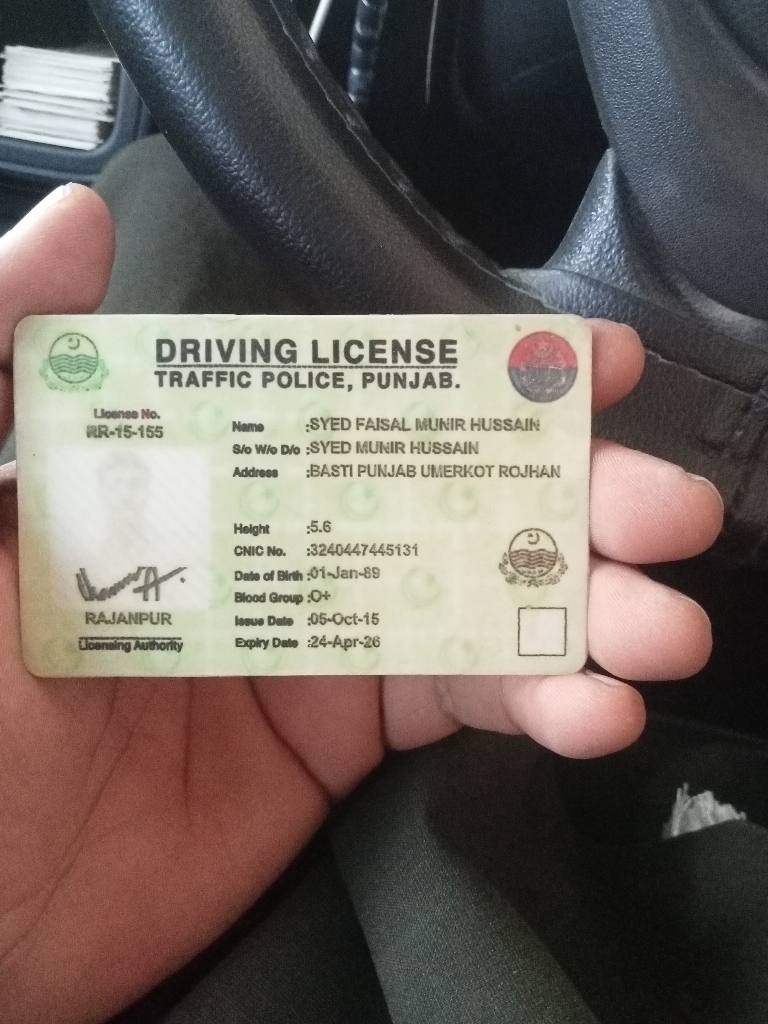 DRIVING LICENSE
TRAFFIC POLICE, PUNJAB.
License No.
RR-15-155
Name :SYED FAISAL MUNIR HUSSAIN
S/o W/o D/o :SYED MUNIR HUSSAIN
Address :BASTI PUNJAB UMERKOT ROJHAN
Height :5.6
CNIC No. :3240447445131
Date of Birth :01-Jan-89
Blood Group :O+
Issue Date :05-Oct-15
Expiry Date :24-Apr-26
RAJANPUR
Licensing Authority